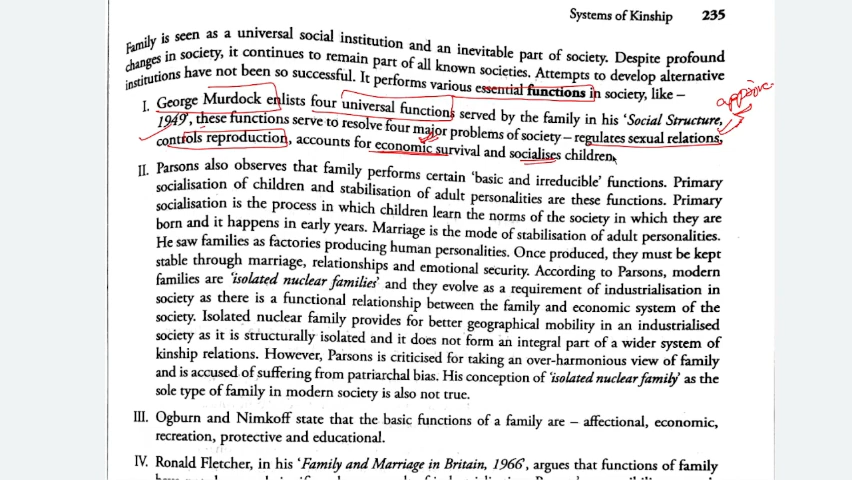 Systems of Kinship 235
Family is seen as a universal social institution and an inevitable part of society. Despite profound
changes in society, it continues to remain part of all known societies. Attempts to develop alternative
institutions have not been so successful. It performs various essential functions in society, like –
I. George Murdock enlists four universal functions served by the family in his 'Social Structure,
1949', these functions serve to resolve four major problems of society – regulates sexual relations,
controls reproduction, accounts for economic survival and socialises children.
II. Parsons also observes that family performs certain 'basic and irreducible' functions. Primary
socialisation of children and stabilisation of adult personalities are these functions. Primary
socialisation is the process in which children learn the norms of the society in which they are
born and it happens in early years. Marriage is the mode of stabilisation of adult personalities.
He saw families as factories producing human personalities. Once produced, they must be kept
stable through marriage, relationships and emotional security. According to Parsons, modern
families are 'isolated nuclear families' and they evolve as a requirement of industrialisation in
society as there is a functional relationship between the family and economic system of the
society. Isolated nuclear family provides for better geographical mobility in an industrialised
society as it is structurally isolated and it does not form an integral part of a wider system of
kinship relations. However, Parsons is criticised for taking an over-harmonious view of family
and is accused of suffering from patriarchal bias. His conception of 'isolated nuclear family' as the
sole type of family in modern society is also not true.
III. Ogburn and Nimkoff state that the basic functions of a family are – affectional, economic,
recreation, protective and educational.
IV. Ronald Fletcher, in his 'Family and Marriage in Britain, 1966', argues that functions of family